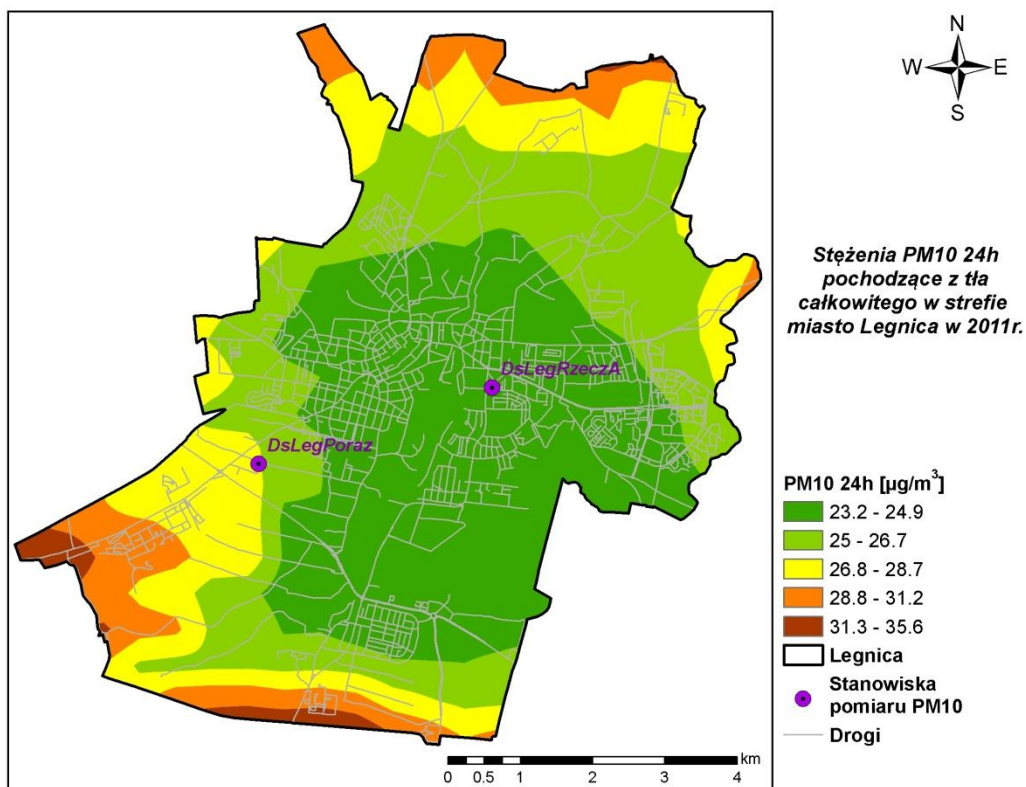 N
W E
S
Stężenia PM10 24h
pochodzące z tła
całkowitego w strefie
miasto Legnica w 2011r.
DsLegRzeczA
DsLegPoraz
PM10 24h [µg/m³]
23.2 - 24.9
25 - 26.7
26.8 - 28.7
28.8 - 31.2
31.3 - 35.6
Legnica
Stanowiska
pomiaru PM10
Drogi
km
0 0.5 1 2 3 4